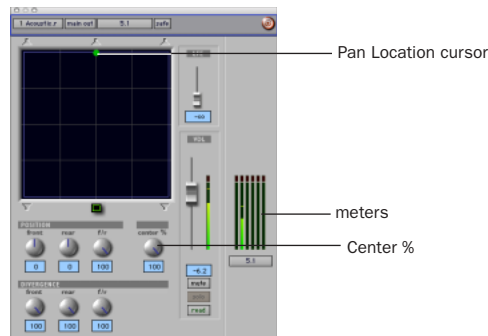 1 Acoustic.r main out 5.1 safe
Pan Location cursor
VOL
meters
POSITION
front rear f/r center %
Center %
0 0 100 100
5.1
-6.2
mute
DIVERGENCE
front rear f/r
read
100 100 100